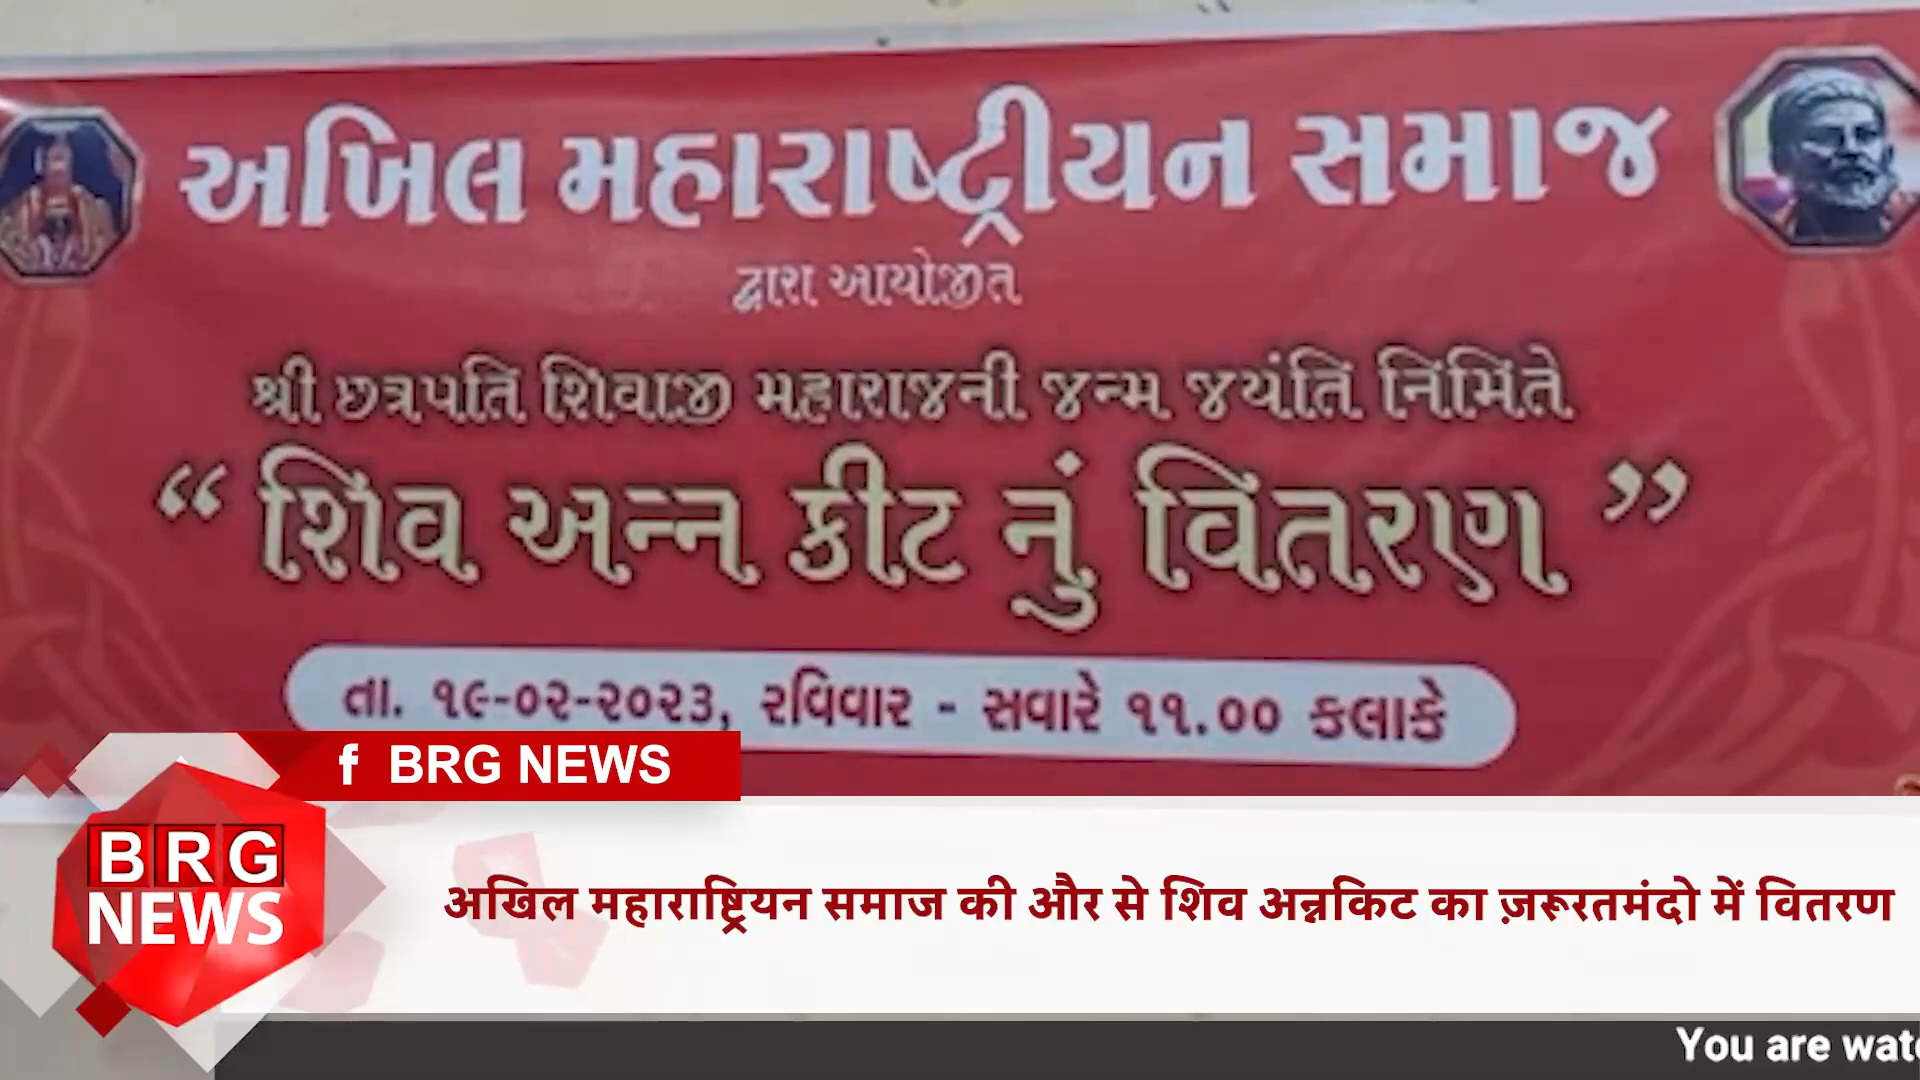 અખિલ મહારાષ્ટ્રીયન સમાજ
દ્વારા આયોજીત
શ્રી છત્રપતિ શિવાજી મહારાજની જન્મ જયંતિ નિમિતે
“ શિવ અન્ન કીટ નું વિતરણ ”
તા. ૧૯-૦૨-૨૦૨૩, રવિવાર - સવારે ૧૧.૦૦ કલાકે
f BRG NEWS
BRG
NEWS
अखिल महाराष्ट्रियन समाज की और से शिव अन्नकिट का ज़रूरतमंदो में वितरण
You are wat